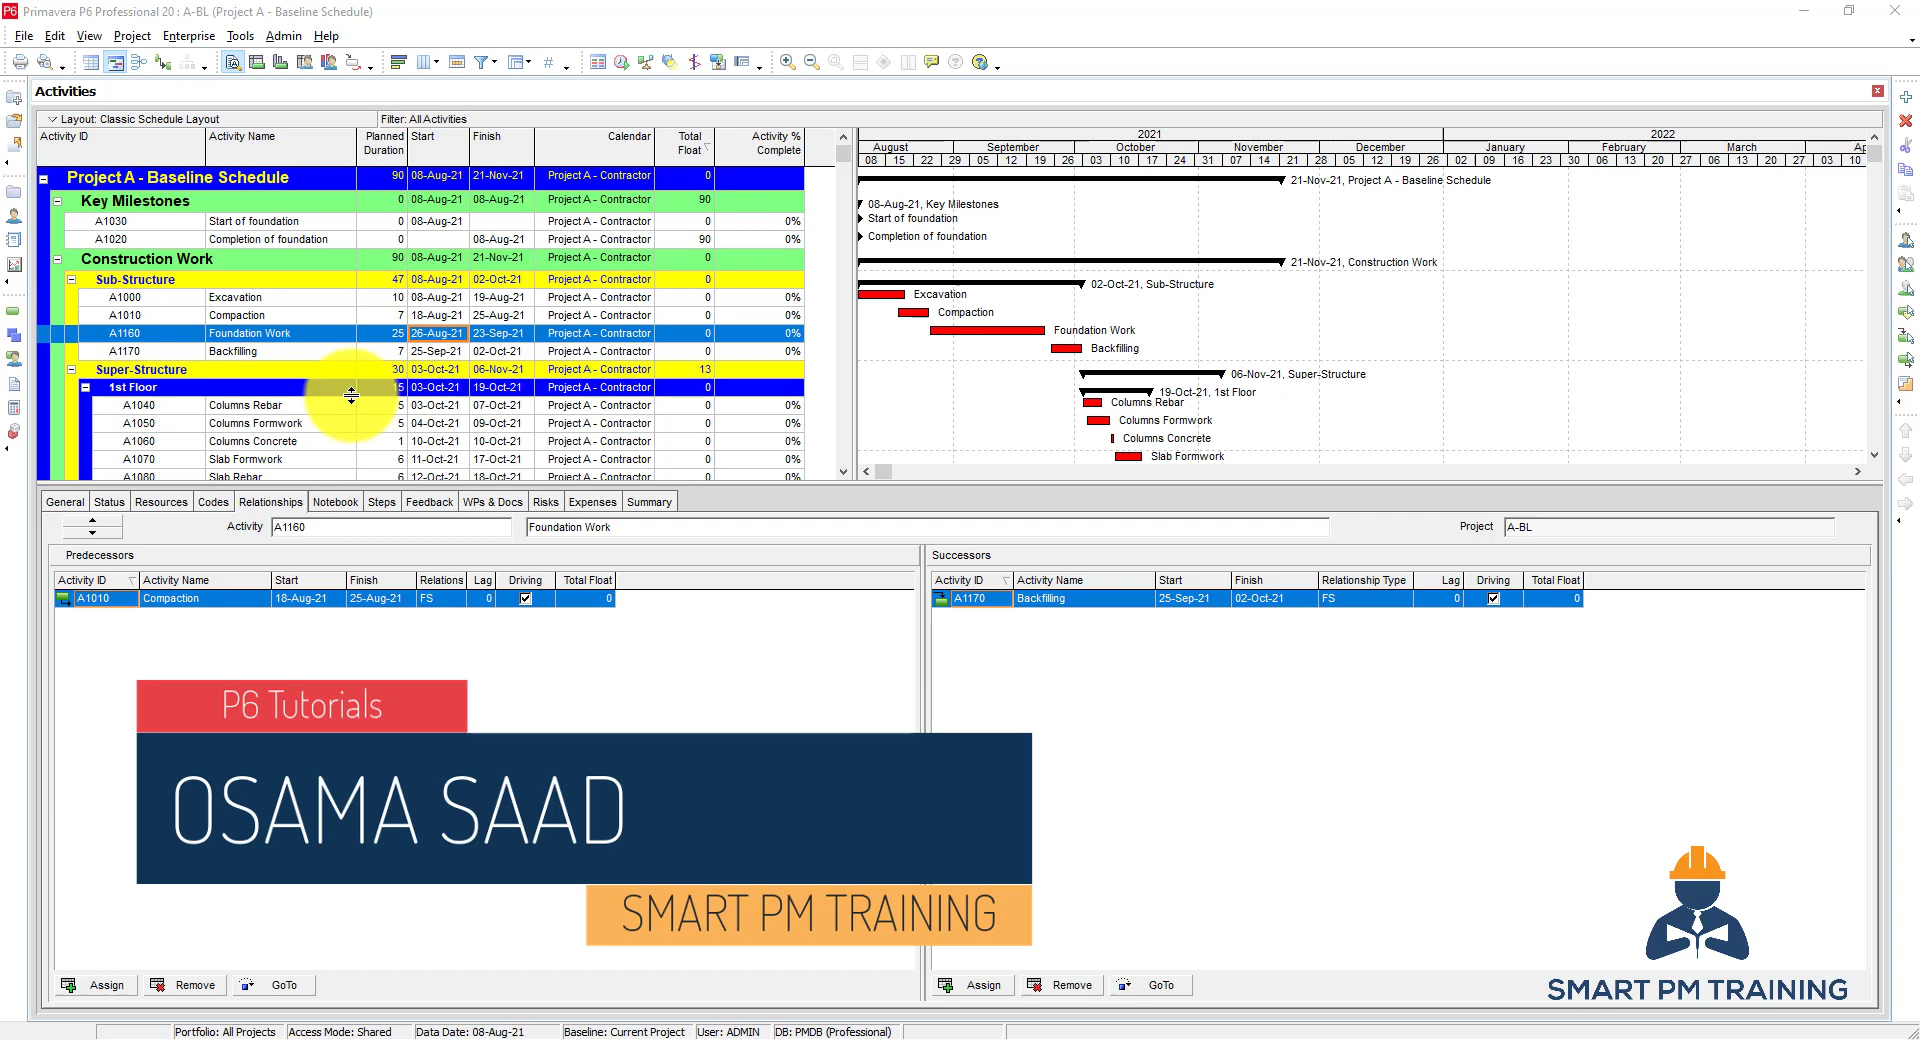 P6 Primavera P6 Professional 20 : A-BL (Project A - Baseline Schedule)
File Edit View Project Enterprise Tools Admin Help
Activities
Layout: Classic Schedule Layout Filter: All Activities
Activity ID Activity Name Planned Duration Start Finish Calendar Total Float Activity % Complete
2021 2022
August September October November December January February March Ap
08 15 22 29 05 12 19 26 03 10 17 24 31 07 14 21 28 05 12 19 26 02 09 16 23 30 06 13 20 27 06 13 20 27 03 10
Project A - Baseline Schedule 90 08-Aug-21 21-Nov-21 Project A - Contractor 0
21-Nov-21, Project A - Baseline Schedule
Key Milestones 0 08-Aug-21 08-Aug-21 Project A - Contractor 90
08-Aug-21, Key Milestones
A1030 Start of foundation 0 08-Aug-21 Project A - Contractor 0 0%
Start of foundation
A1020 Completion of foundation 0 08-Aug-21 Project A - Contractor 90 0%
Completion of foundation
Construction Work 90 08-Aug-21 21-Nov-21 Project A - Contractor 0
21-Nov-21, Construction Work
Sub-Structure 47 08-Aug-21 02-Oct-21 Project A - Contractor 0
02-Oct-21, Sub-Structure
A1000 Excavation 10 08-Aug-21 19-Aug-21 Project A - Contractor 0 0%
Excavation
A1010 Compaction 7 18-Aug-21 25-Aug-21 Project A - Contractor 0 0%
Compaction
A1160 Foundation Work 25 26-Aug-21 23-Sep-21 Project A - Contractor 0 0%
Foundation Work
A1170 Backfilling 7 25-Sep-21 02-Oct-21 Project A - Contractor 0 0%
Backfilling
Super-Structure 30 03-Oct-21 06-Nov-21 Project A - Contractor 13
06-Nov-21, Super-Structure
1st Floor 15 03-Oct-21 19-Oct-21 Project A - Contractor 0
19-Oct-21, 1st Floor
A1040 Columns Rebar 5 03-Oct-21 07-Oct-21 Project A - Contractor 0 0%
Columns Rebar
A1050 Columns Formwork 5 04-Oct-21 09-Oct-21 Project A - Contractor 0 0%
Columns Formwork
A1060 Columns Concrete 1 10-Oct-21 10-Oct-21 Project A - Contractor 0 0%
Columns Concrete
A1070 Slab Formwork 6 11-Oct-21 17-Oct-21 Project A - Contractor 0 0%
Slab Formwork
A1080 Slab Rebar 6 12-Oct-21 18-Oct-21 Project A - Contractor 0 0%
General Status Resources Codes Relationships Notebook Steps Feedback WPs & Docs Risks Expenses Summary
Activity A1160 Foundation Work Project A-BL
Predecessors Successors
Activity ID Activity Name Start Finish Relations Lag Driving Total Float
Activity ID Activity Name Start Finish Relationship Type Lag Driving Total Float
A1010 Compaction 18-Aug-21 25-Aug-21 FS 0 0
A1170 Backfilling 25-Sep-21 02-Oct-21 FS 0 0
P6 Tutorials
OSAMA SAAD
SMART PM TRAINING
SMART PM TRAINING
Assign Remove GoTo Assign Remove GoTo
Portfolio: All Projects Access Mode: Shared Data Date: 08-Aug-21 Baseline: Current Project User: ADMIN DB: PMDB (Professional)